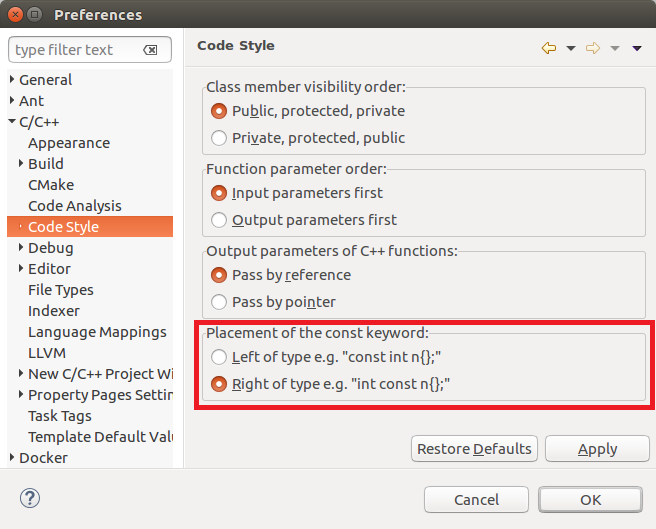 Preferences
type filter text
General
Ant
C/C++
Appearance
Build
CMake
Code Analysis
Code Style
Debug
Editor
File Types
Indexer
Language Mappings
LLVM
New C/C++ Project Wi
Property Pages Settin
Task Tags
Template Default Valu
Docker
Code Style
Class member visibility order:
Public, protected, private
Private, protected, public
Function parameter order:
Input parameters first
Output parameters first
Output parameters of C++ functions:
Pass by reference
Pass by pointer
Placement of the const keyword:
Left of type e.g. "const int n{};"
Right of type e.g. "int const n{};"
Restore Defaults
Apply
?
Cancel
OK